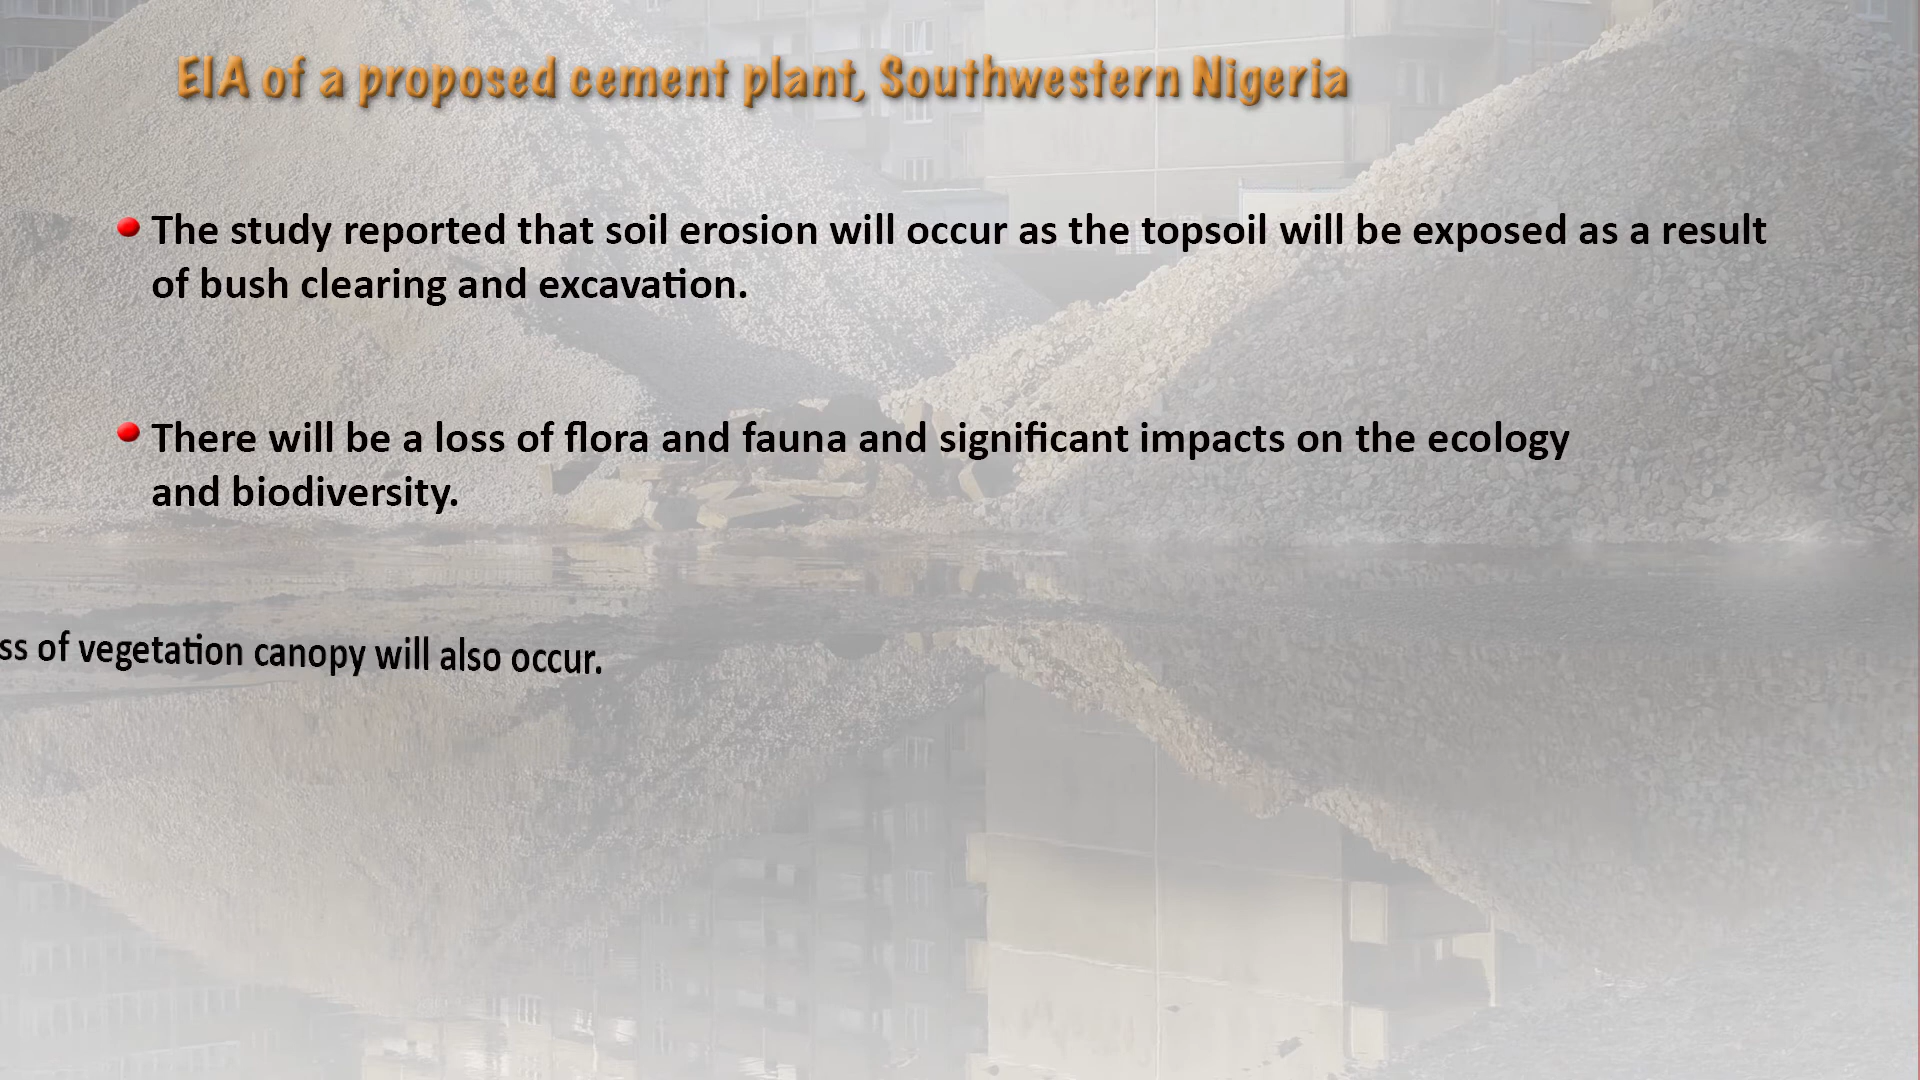 EIA of a proposed cement plant, Southwestern Nigeria
The study reported that soil erosion will occur as the topsoil will be exposed as a result
of bush clearing and excavation.
There will be a loss of flora and fauna and significant impacts on the ecology
and biodiversity.
of vegetation canopy will also occur.